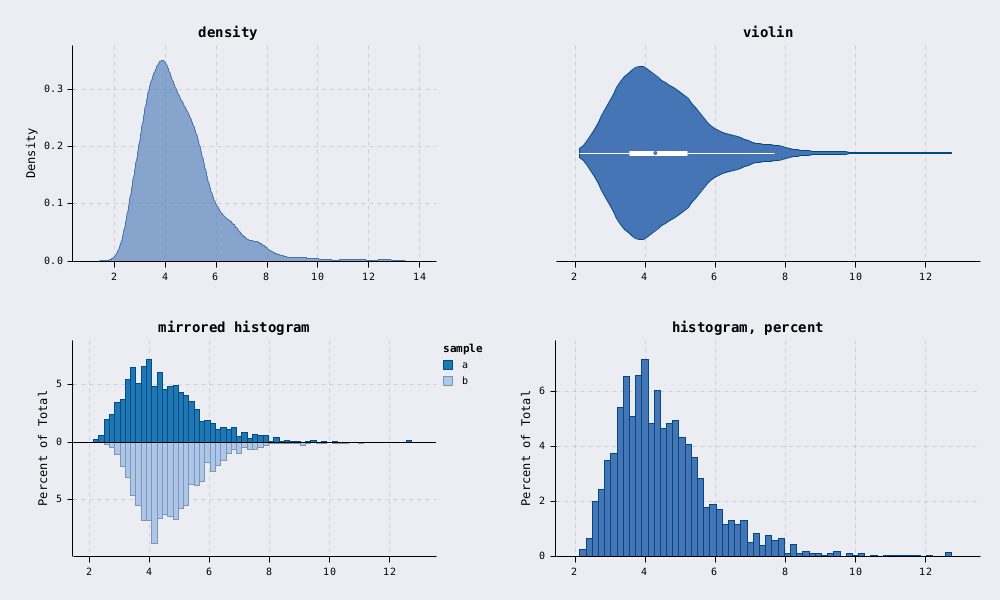 density
Density
0.3
0.2
0.1
0.0
2 4 6 8 10 12 14
violin
2 4 6 8 10 12
mirrored histogram
Percent of Total
5
0
5
2 4 6 8 10 12
sample
a
b
histogram, percent
Percent of Total
6
4
2
0
2 4 6 8 10 12